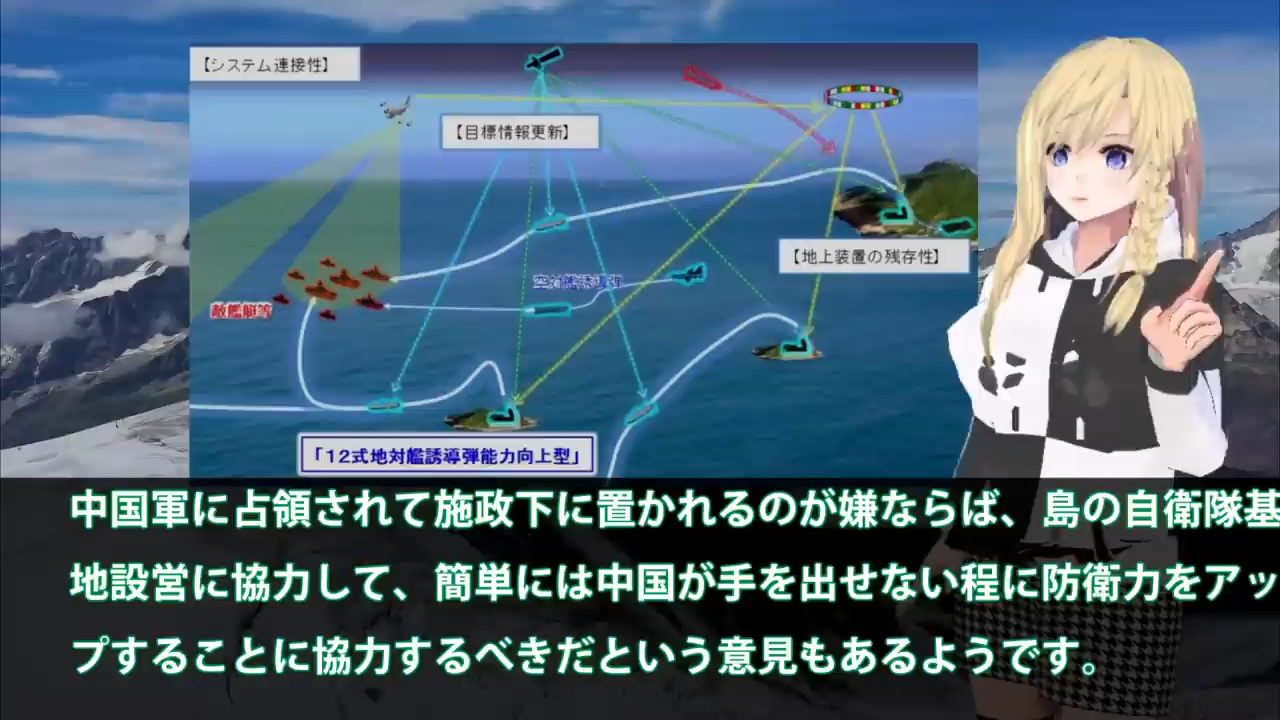 【システム連接性】
【目標情報更新】
【地上装置の残存性】
空対艦誘導弾
敵艦艇等
「12式地対艦誘導弾能力向上型」
中国軍に占領されて施政下に置かれるのが嫌ならば、島の自衛隊基
地設営に協力して、簡単には中国が手を出せない程に防衛力をアッ
プすることに協力するべきだという意見もあるようです。